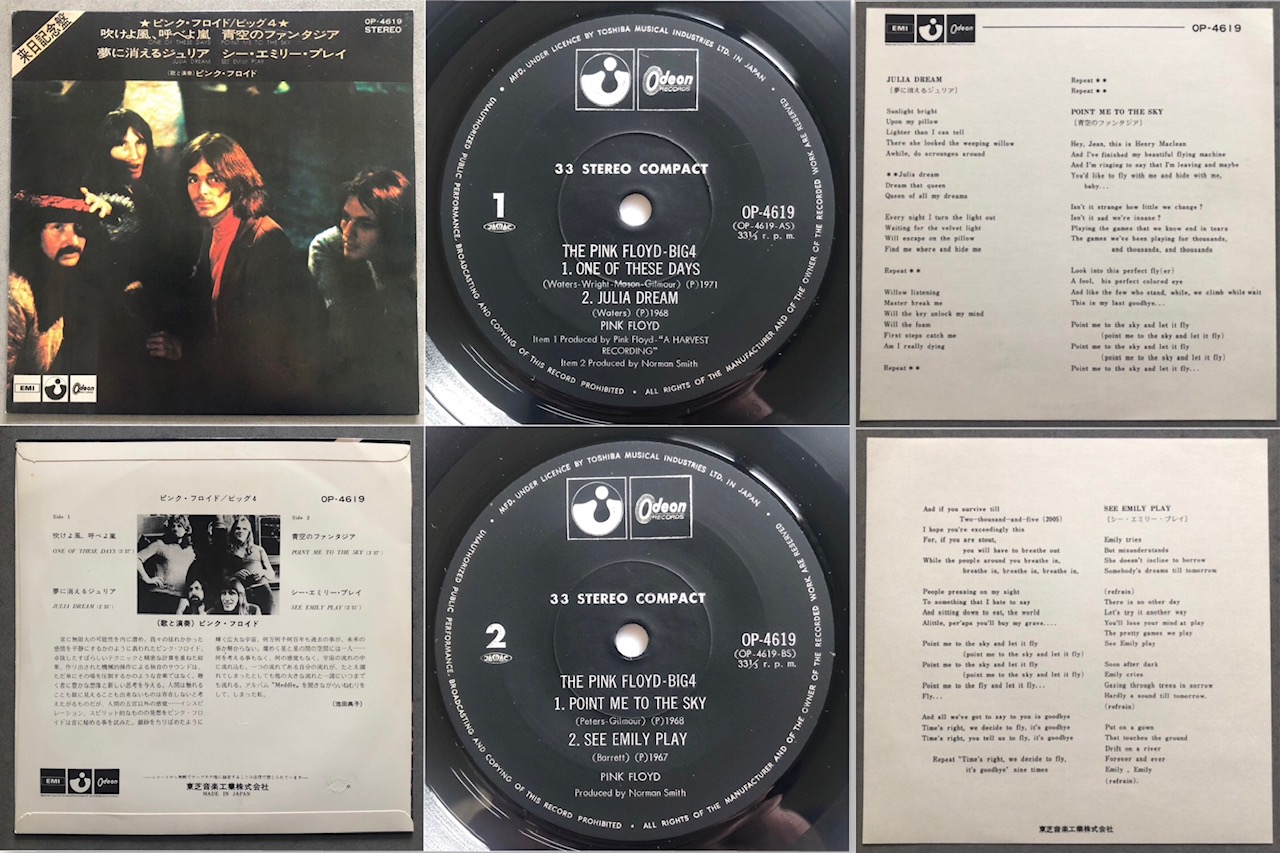 来日記念盤
★ピンク・フロイド/ビッグ4★
OP-4619
STEREO
吹けよ風、呼べよ嵐 青空のファンタジア
ONE OF THESE DAYS POINT ME TO THE SKY
夢に消えるジュリア シー・エミリー・プレイ
JULIA DREAM SEE EMILY PLAY
(歌と演奏)ピンク・フロイド
EMI Odeon
MFD. UNDER LICENCE BY TOSHIBA MUSICAL INDUSTRIES LTD. IN JAPAN
UNAUTHORIZED PUBLIC PERFORMANCE, BROADCASTING AND COPYING OF THIS RECORD PROHIBITED • ALL RIGHTS OF THE MANUFACTURER AND OF THE OWNER OF THE RECORDED WORK ARE RESERVED
Odeon
RECORDS
33 STEREO COMPACT
1
JASRAC
OP-4619
(OP-4619-AS)
33⅓ r. p. m.
THE PINK FLOYD-BIG4
1. ONE OF THESE DAYS
(Waters-Wright-Mason-Gilmour) (P)1971
2. JULIA DREAM
(Waters) (P)1968
PINK FLOYD
Item 1 Produced by Pink Floyd-"A HARVEST
RECORDING"
Item 2 Produced by Norman Smith
EMI Odeon
OP-4619
JULIA DREAM
〔夢に消えるジュリア〕
Sunlight bright
Upon my pillow
Lighter than I can tell
There she looked the weeping willow
Awhile, do scrounges around
**Julia dream
Dream that queen
Queen of all my dreams
Every night I turn the light out
Waiting for the velvet light
Will escape on the pillow
Find me where and hide me
Repeat **
Willow listening
Master break me
Will the key unlock my mind
Will the foam
First steps catch me
Am I really dying
Repeat **
Repeat **
Repeat **
POINT ME TO THE SKY
〔青空のファンタジア〕
Hey, Jean, this is Henry Maclean
And I've finished my beautiful flying machine
And I'm ringing to say that I'm leaving and maybe
You'd like to fly with me and hide with me,
baby...
Isn't it strange how little we change?
Isn't it sad we're insane?
Playing the games that we know end in tears
The games we've been playing for thousands,
and thousands, and thousands
Look into this perfect fly(er)
A fool, his perfect colored eye
And like the few who stand, while, we climb while wait
This is my last goodbye...
Point me to the sky and let it fly
(point me to the sky and let it fly)
Point me to the sky and let it fly
(point me to the sky and let it fly)
Point me to the sky and let it fly...
ピンク・フロイド/ビッグ4
OP-4619
Side 1
吹けよ風、呼べよ嵐
ONE OF THESE DAYS
夢に消えるジュリア
JULIA DREAM
Side 2
青空のファンタジア
POINT ME TO THE SKY
シー・エミリー・プレイ
SEE EMILY PLAY
(歌と演奏)ピンク・フロイド
(池田典子)
EMI Odeon
東芝音楽工業株式会社
MADE IN JAPAN
MFD. UNDER LICENCE BY TOSHIBA MUSICAL INDUSTRIES LTD. IN JAPAN
UNAUTHORIZED PUBLIC PERFORMANCE, BROADCASTING AND COPYING OF THIS RECORD PROHIBITED • ALL RIGHTS OF THE MANUFACTURER AND OF THE OWNER OF THE RECORDED WORK ARE RESERVED
Odeon
RECORDS
33 STEREO COMPACT
2
JASRAC
OP-4619
(OP-4619-BS)
33⅓ r. p. m.
THE PINK FLOYD-BIG4
1. POINT ME TO THE SKY
(Peters-Gilmour) (P)1968
2. SEE EMILY PLAY
(Barrett) (P)1967
PINK FLOYD
Produced by Norman Smith
And if you survive till
Two-thousand-and-five (2005)
I hope you're exceedingly thin
For, if you are stout,
you will have to breathe out
While the people around you breathe in,
breathe in, breathe in, breathe in,
People pressing on my sight
To something that I hate to say
And sitting down to eat, the world
Alittle, per'aps you'll buy my grave....
Point me to the sky and let it fly
(point me to the sky and let it fly)
Point me to the sky and let it fly
(point me to the sky and let it fly)
Point me to the fly and let it fly...
Fly...
And all we've got to say to you is goodbye
Time's right, we decide to fly, it's goodbye
Time's right, you tell us to fly, it's goodbye
Repeat "Time's right, we decide to fly,
it's goodbye" nine times
SEE EMILY PLAY
〔シー・エミリー・プレイ〕
Emily tries
But misunderstands
She doesn't incline to borrow
Somebody's dreams till tomorrow
(refrain)
There is no other day
Let's try it another way
You'll lose your mind at play
The pretty games we play
See Emily play
Soon after dark
Emily cries
Gazing through trees in sorrow
Hardly a sound till tomorrow.
(refrain)
Put on a gown
That touches the ground
Drift on a river
Forever and ever
Emily, Emily
(refrain).
東芝音楽工業株式会社